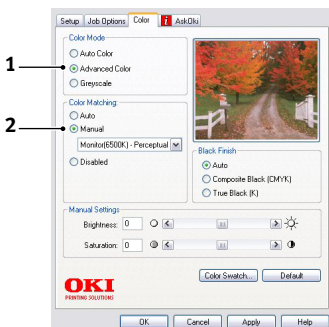 Setup Job Options Color i AskOki
Color Mode
Auto Color
1
Advanced Color
Greyscale
Color Matching:
Auto
2
Manual
Monitor(6500K) - Perceptual
Disabled
Black Finish
Auto
Composite Black (CMYK)
True Black (K)
Manual Settings
Brightness: 0
Saturation: 0
OKI
PRINTING SOLUTIONS
Color Swatch... Default
OK Cancel Apply Help